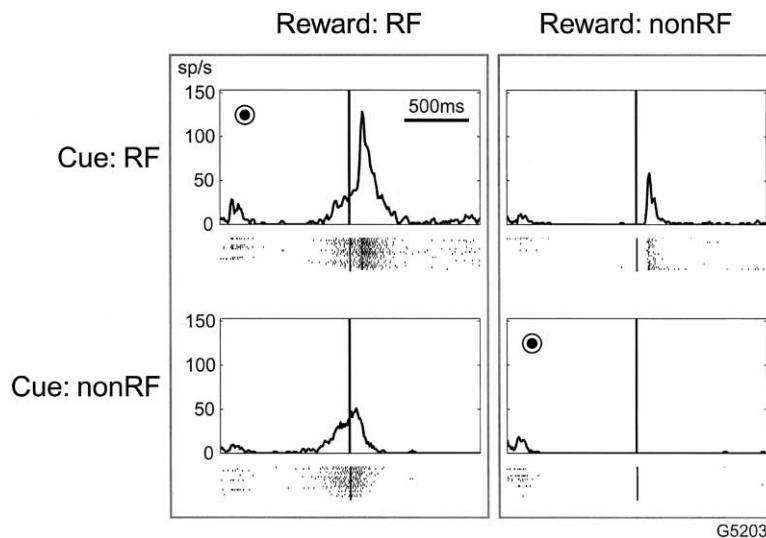 Reward: RF
Reward: nonRF
sp/s
150
100
50
0
500ms
Cue: RF
150
100
50
0
Cue: nonRF
G5203